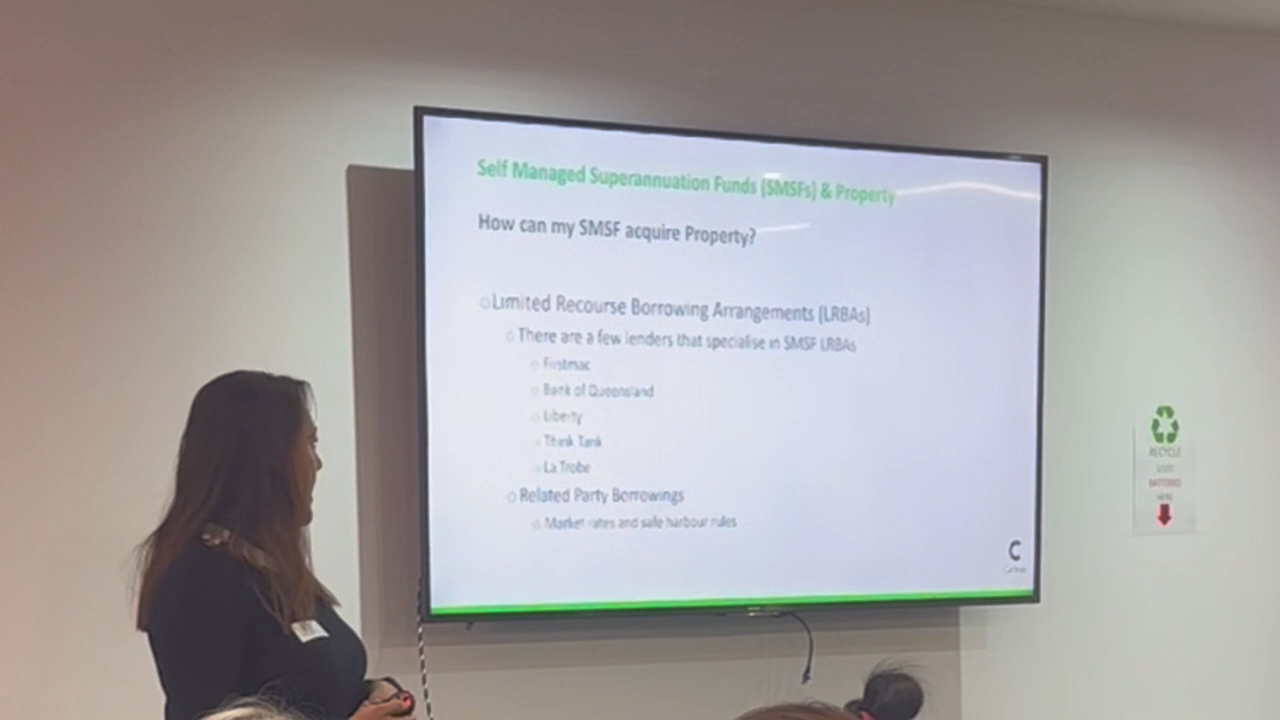 Self Managed Superannuation Funds (SMSFs) & Property
How can my SMSF acquire Property?
Limited Recourse Borrowing Arrangements (LRBAs)
There are a few lenders that specialise in SMSF LRBAs
Firstmac
Bank of Queensland
Liberty
Think Tank
La Trobe
Related Party Borrowings
Market rates and safe harbour rules
C
RECYCLE
USED
BATTERIES
HERE